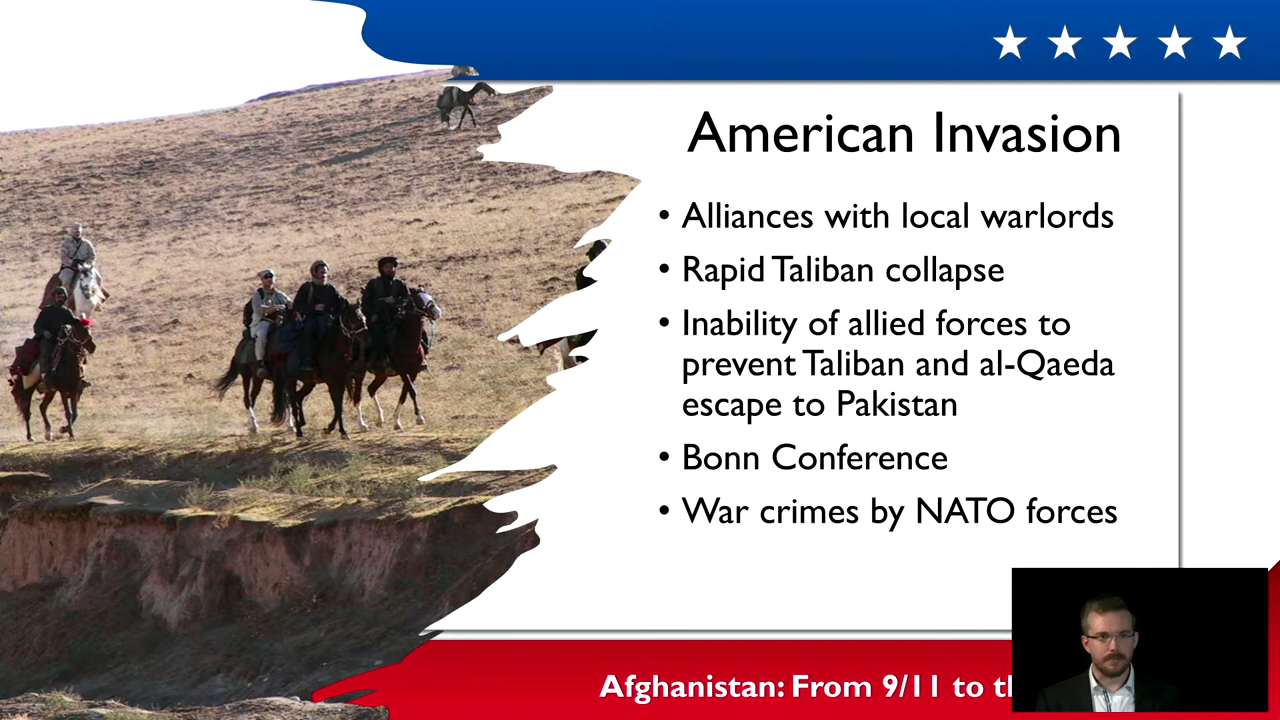 American Invasion
• Alliances with local warlords
• Rapid Taliban collapse
• Inability of allied forces to
prevent Taliban and al-Qaeda
escape to Pakistan
• Bonn Conference
• War crimes by NATO forces
Afghanistan: From 9/11 to